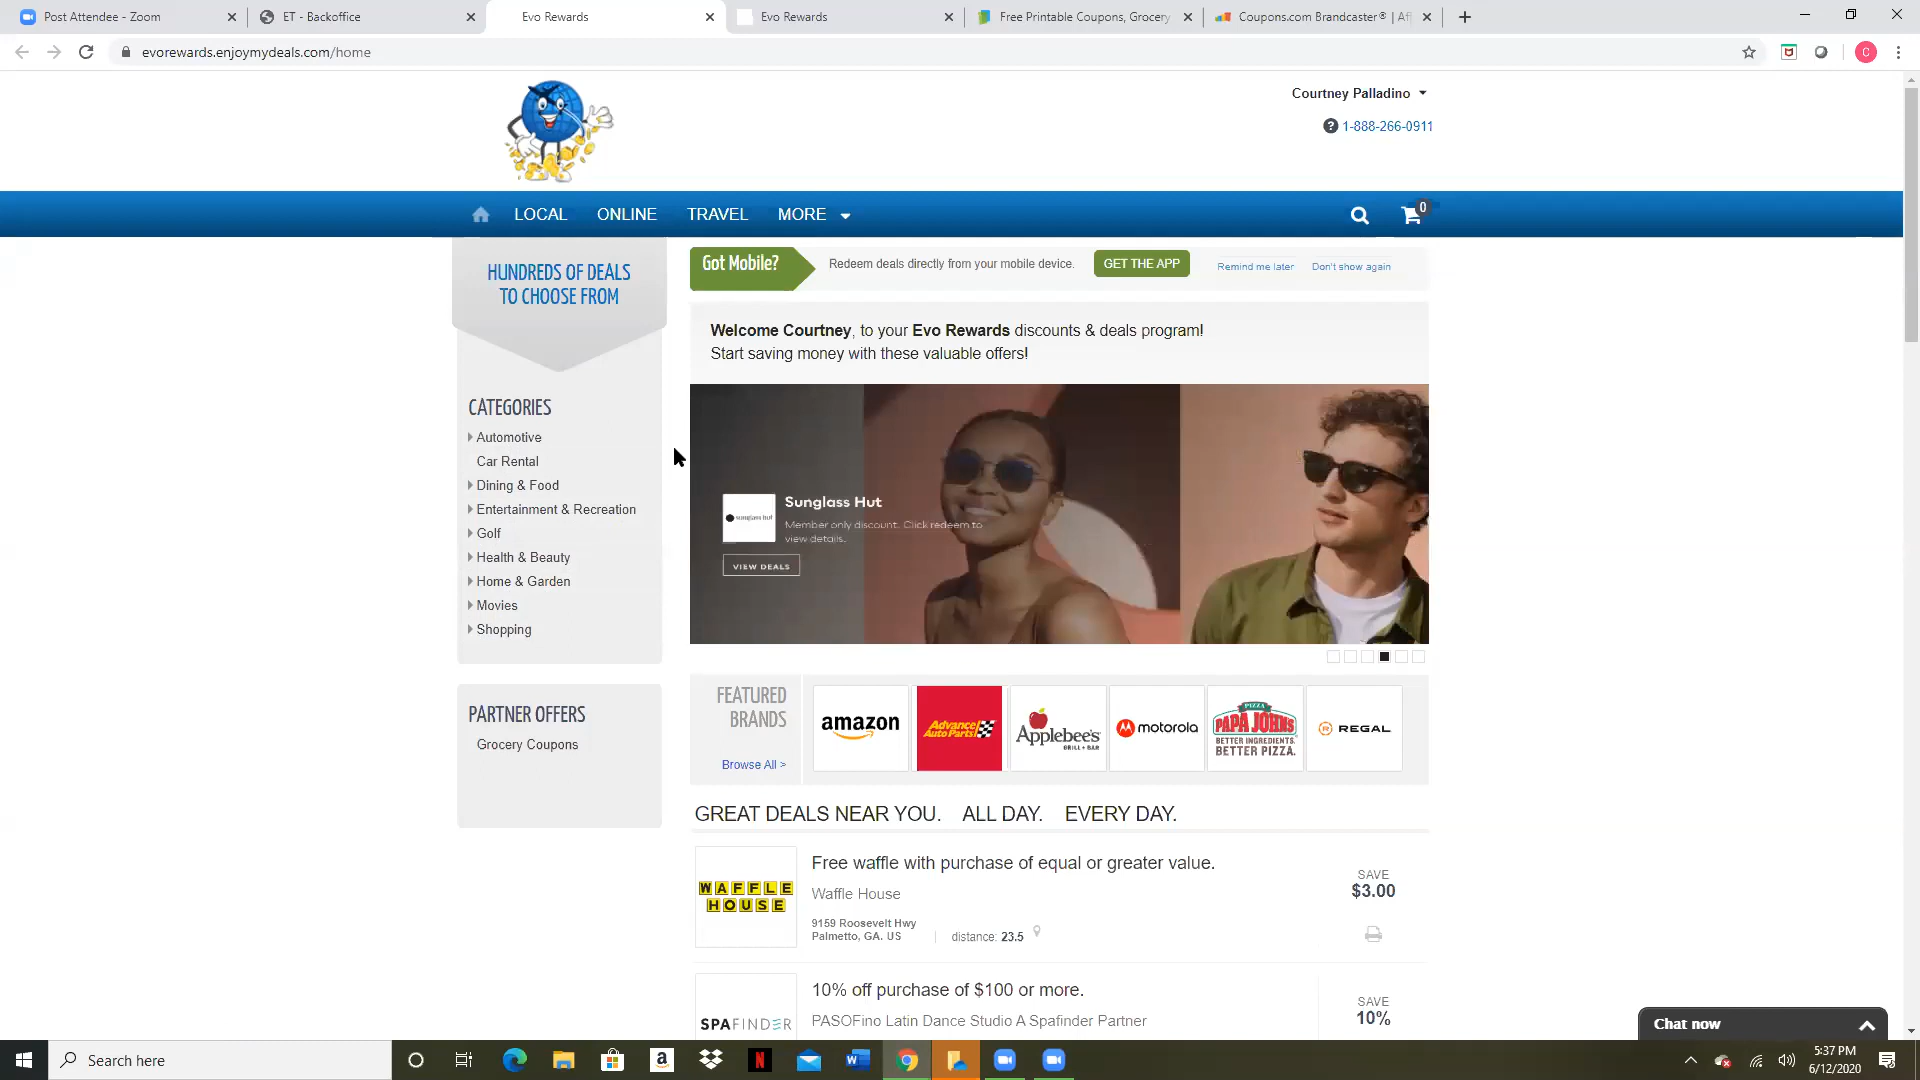 Post Attendee - Zoom
ET - Backoffice
Evo Rewards
Evo Rewards
Free Printable Coupons, Grocery
Coupons.com Brandcaster® | Af
evorewards.enjoymydeals.com/home
C
Courtney Palladino
1-888-266-0911
LOCAL
ONLINE
TRAVEL
MORE
0
HUNDREDS OF DEALS
TO CHOOSE FROM
Got Mobile?
Redeem deals directly from your mobile device.
GET THE APP
Remind me later
Don't show again
Welcome Courtney, to your Evo Rewards discounts & deals program!
Start saving money with these valuable offers!
CATEGORIES
Automotive
Car Rental
Dining & Food
Entertainment & Recreation
Golf
Health & Beauty
Home & Garden
Movies
Shopping
sunglass hut
Sunglass Hut
Member only discount. Click redeem to
view details.
VIEW DEALS
PARTNER OFFERS
Grocery Coupons
FEATURED
BRANDS
Browse All >
amazon
Advance
Auto Parts
Applebee's
GRILL + BAR
motorola
PIZZA
PAPA JOHNS
BETTER INGREDIENTS.
BETTER PIZZA.
REGAL
GREAT DEALS NEAR YOU. ALL DAY. EVERY DAY.
WAFFLE
HOUSE
Free waffle with purchase of equal or greater value.
Waffle House
9159 Roosevelt Hwy
Palmetto, GA. US
distance: 23.5
SAVE
$3.00
SPAFINDER
10% off purchase of $100 or more.
PASOFino Latin Dance Studio A Spafinder Partner
SAVE
10%
Chat now
Search here
5:37 PM
6/12/2020